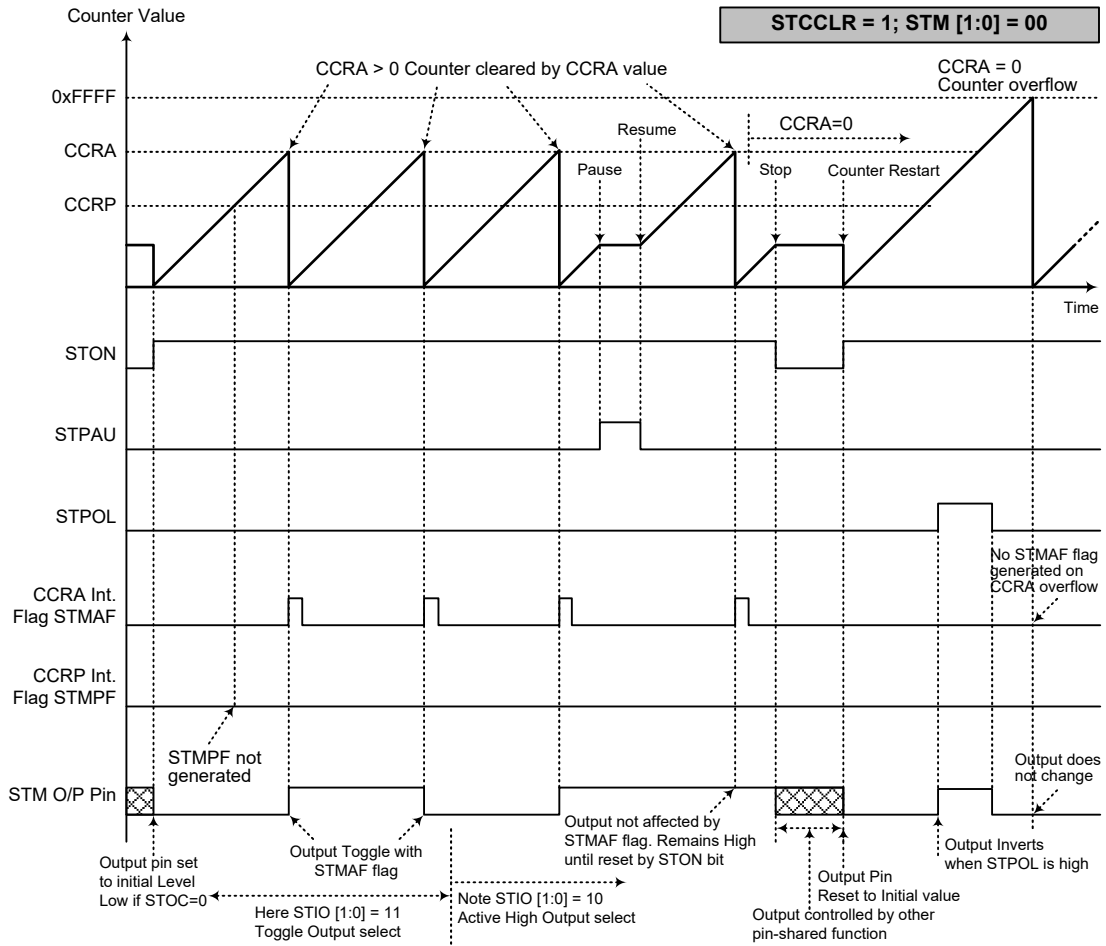 Counter Value
STCCLR = 1; STM [1:0] = 00
CCRA > 0 Counter cleared by CCRA value
CCRA = 0
Counter overflow
0xFFFF
CCRA=0
Resume
CCRA
Pause
Stop
Counter Restart
CCRP
Time
STON
STPAU
STPOL
No STMAF flag
generated on
CCRA overflow
CCRA Int.
Flag STMAF
CCRP Int.
Flag STMPF
STMPF not
generated
Output does
not change
STM O/P Pin
Output pin set
to initial Level
Low if STOC=0
Output Toggle with
STMAF flag
Here STIO [1:0] = 11
Toggle Output select
Note STIO [1:0] = 10
Active High Output select
Output not affected by
STMAF flag. Remains High
until reset by STON bit
Output Pin
Reset to Initial value
Output controlled by other
pin-shared function
Output Inverts
when STPOL is high